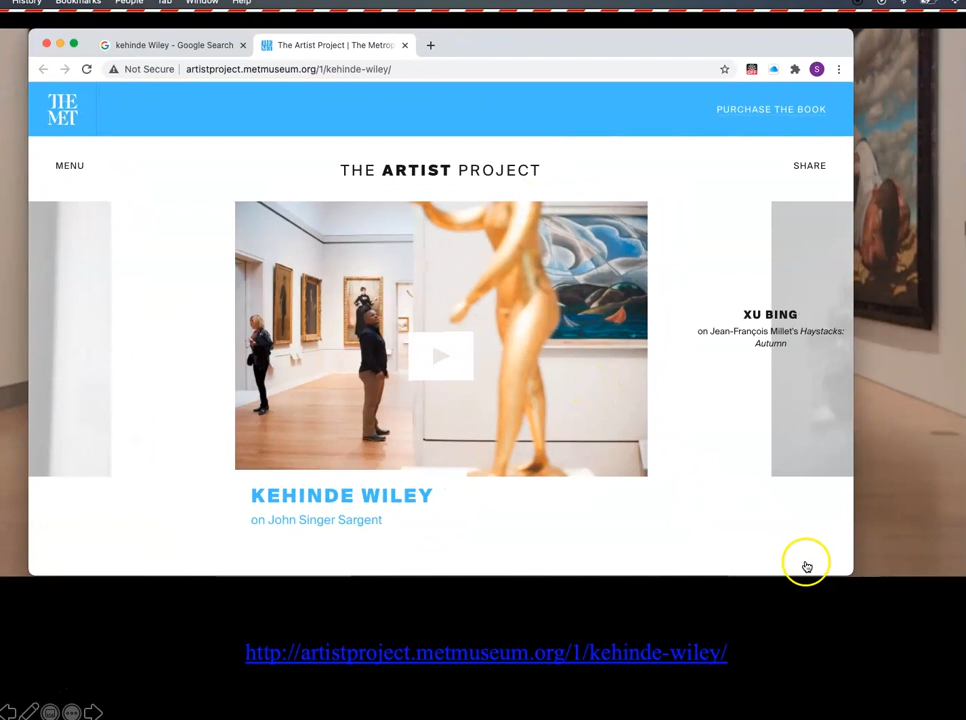 History Bookmarks People Tab Window Help
kehinde Wiley - Google Search
The Artist Project | The Metrop
Not Secure | artistproject.metmuseum.org/1/kehinde-wiley/
S
THE
MET
PURCHASE THE BOOK
MENU
THE ARTIST PROJECT
SHARE
XU BING
on Jean-François Millet's Haystacks:
Autumn
KEHINDE WILEY
on John Singer Sargent
http://artistproject.metmuseum.org/1/kehinde-wiley/